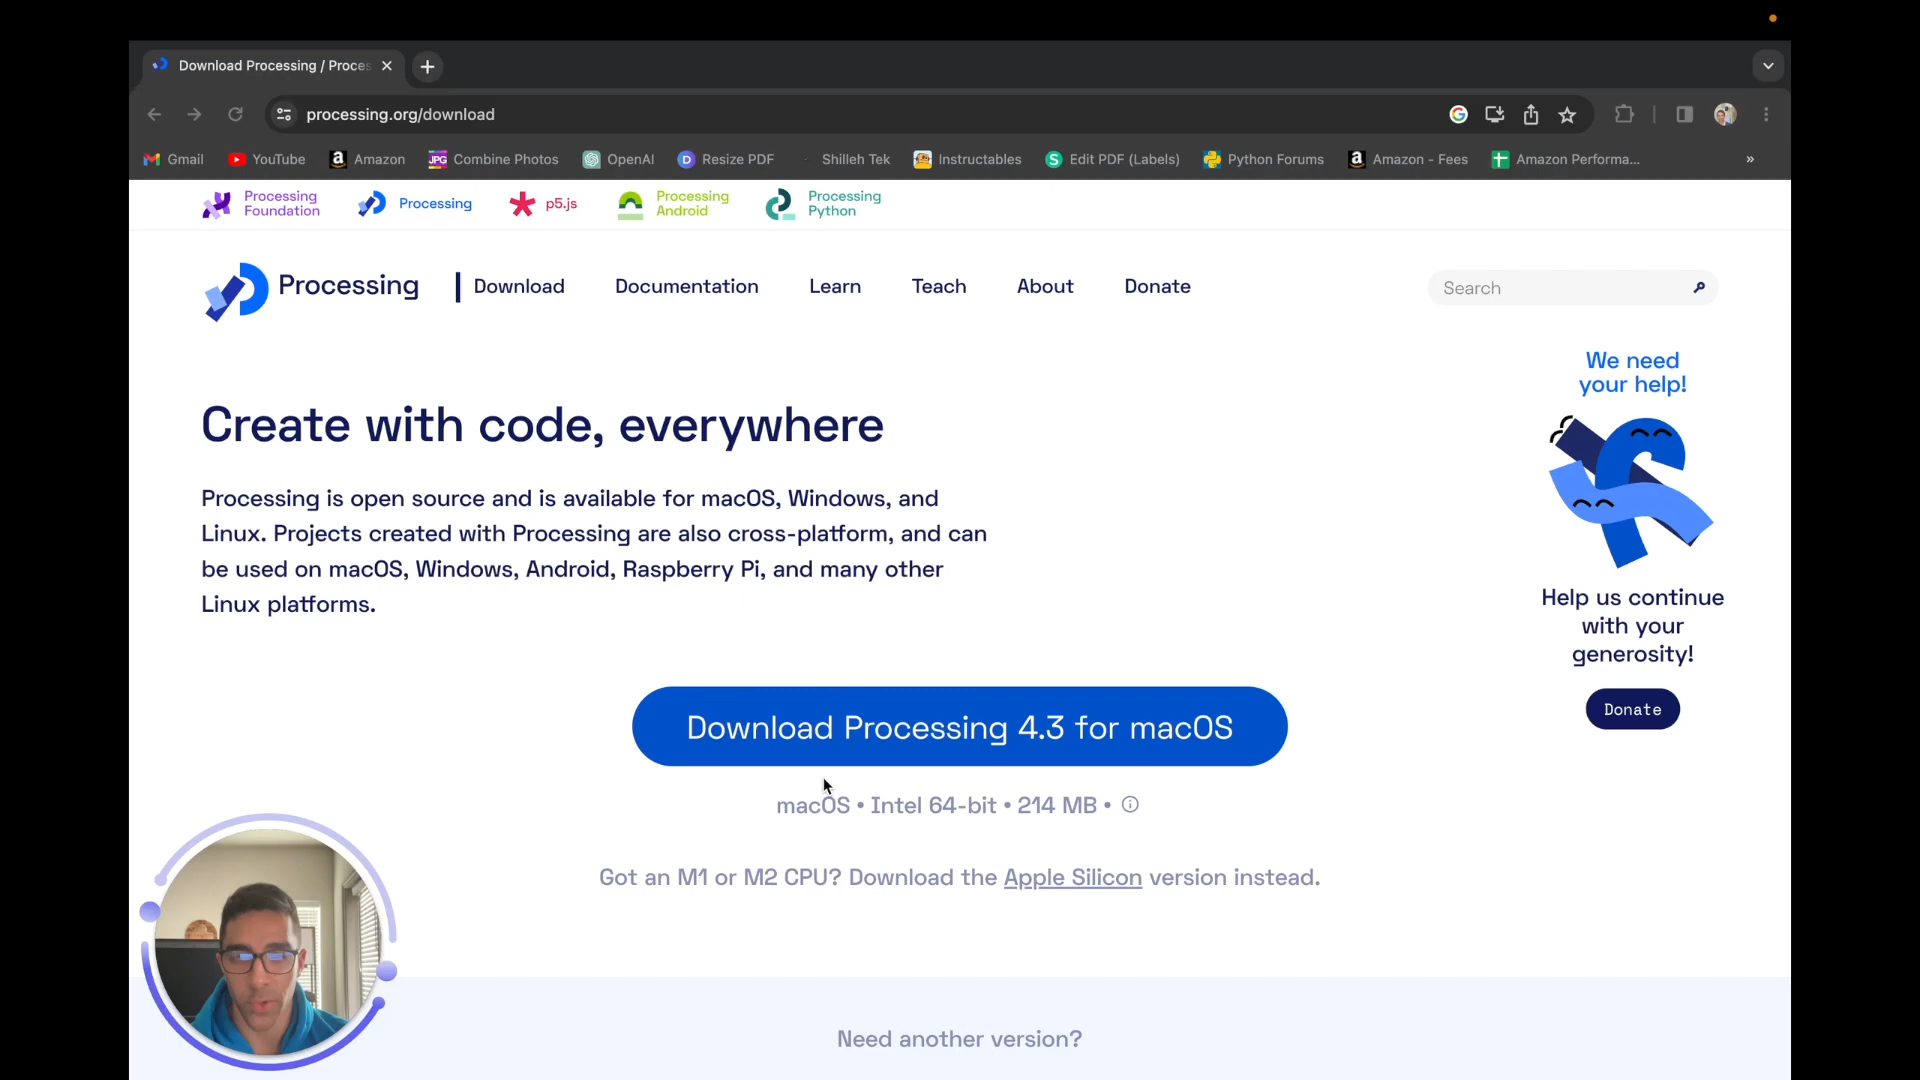 Download Processing / Proces
processing.org/download
Gmail YouTube Amazon JPG Combine Photos OpenAI D Resize PDF Shilleh Tek Instructables S Edit PDF (Labels) Python Forums Amazon - Fees Amazon Performa... »
Processing
Foundation
Processing
p5.js
Processing
Android
Processing
Python
Processing Download Documentation Learn Teach About Donate Search
We need
your help!
Create with code, everywhere
Processing is open source and is available for macOS, Windows, and
Linux. Projects created with Processing are also cross-platform, and can
be used on macOS, Windows, Android, Raspberry Pi, and many other
Linux platforms.
Help us continue
with your
generosity!
Donate
Download Processing 4.3 for macOS
macOS • Intel 64-bit • 214 MB •
Got an M1 or M2 CPU? Download the Apple Silicon version instead.
Need another version?